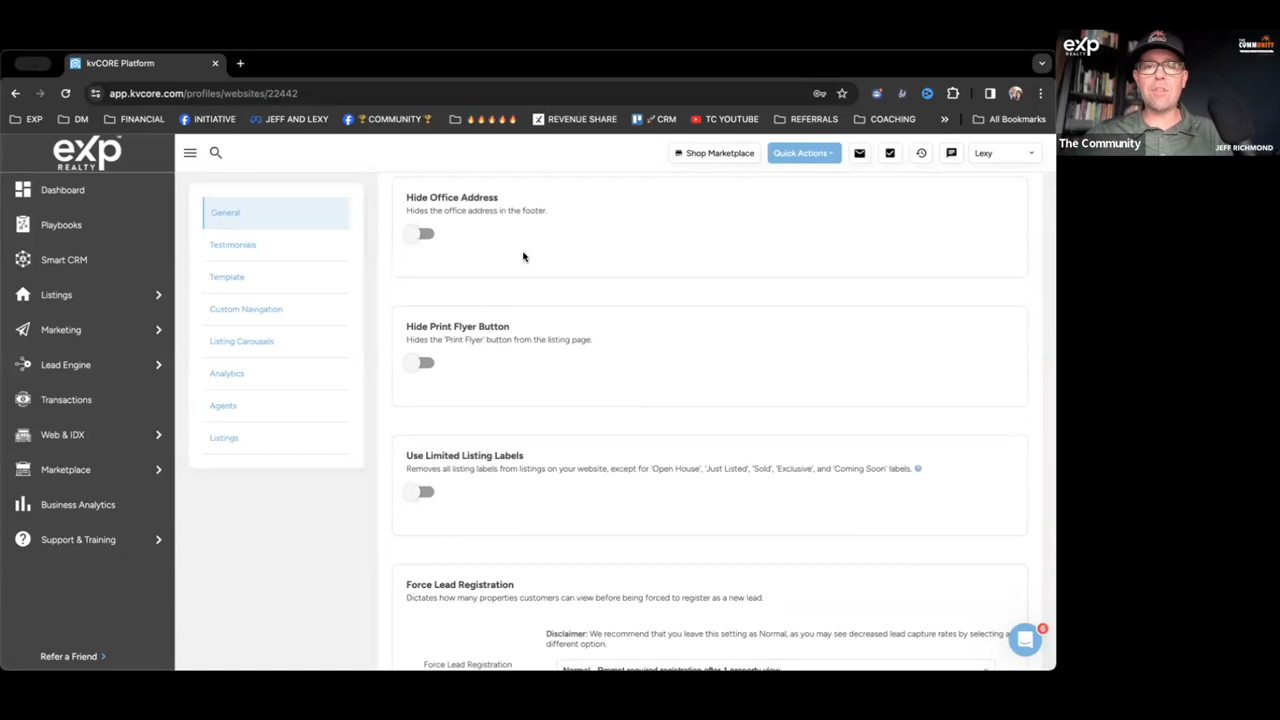 kvCORE Platform
app.kvcore.com/profiles/websites/22442
EXP
DM
FINANCIAL
INITIATIVE
JEFF AND LEXY
COMMUNITY
REVENUE SHARE
CRM
TC YOUTUBE
REFERRALS
COACHING
»
All Bookmarks
exp
REALTY
THE COMMUNITY
The Community
JEFF RICHMOND
exp
REALTY
Shop Marketplace
Quick Actions
Lexy
Dashboard
Playbooks
Smart CRM
Listings
Marketing
Lead Engine
Transactions
Web & IDX
Marketplace
Business Analytics
Support & Training
Refer a Friend >
General
Testimonials
Template
Custom Navigation
Listing Carousels
Analytics
Agents
Listings
Hide Office Address
Hides the office address in the footer.
Hide Print Flyer Button
Hides the 'Print Flyer' button from the listing page.
Use Limited Listing Labels
Removes all listing labels from listings on your website, except for 'Open House', 'Just Listed', 'Sold', 'Exclusive', and 'Coming Soon' labels.
Force Lead Registration
Dictates how many properties customers can view before being forced to register as a new lead.
Disclaimer: We recommend that you leave this setting as Normal, as you may see decreased lead capture rates by selecting a
different option.
Force Lead Registration
Normal - Prompt required registration after 1 property view
6